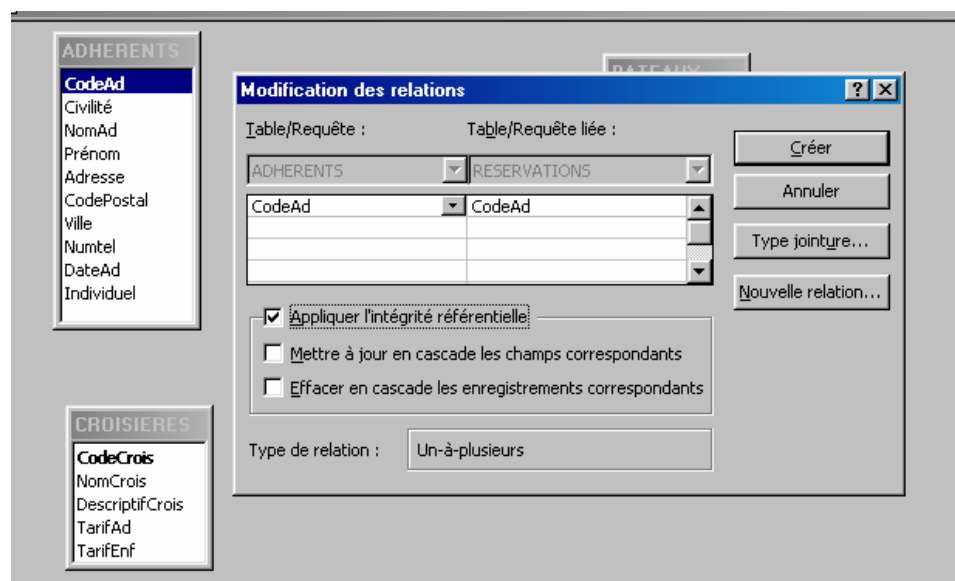 ADHERENTS
CodeAd
Civilité
NomAd
Prénom
Adresse
CodePostal
Ville
Numtel
DateAd
Individuel
BATEAUX
Modification des relations
Table/Requête :
Table/Requête liée :
ADHERENTS
RESERVATIONS
CodeAd
CodeAd
Créer
Annuler
Type jointure...
Nouvelle relation...
Appliquer l'intégrité référentielle
Mettre à jour en cascade les champs correspondants
Effacer en cascade les enregistrements correspondants
Type de relation :
Un-à-plusieurs
CROISIERES
CodeCrois
NomCrois
DescriptifCrois
TarifAd
TarifEnf